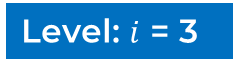 Level: i = 3